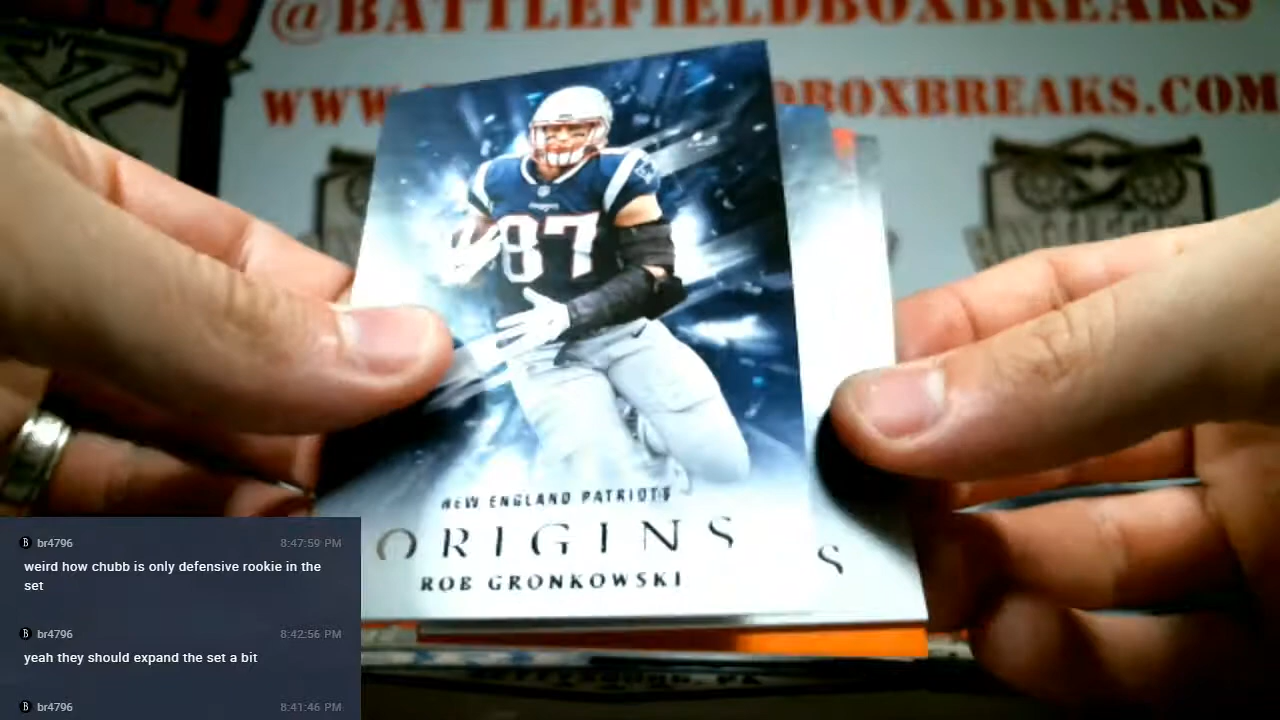 @BATTLEFIELDBOXBREAKS
WWW. DBOXBREAKS.COM
87
NEW ENGLAND PATRIOTS
ORIGINS
S
ROB GRONKOWSKI
B br4796 8:47:59 PM
weird how chubb is only defensive rookie in the
set
B br4796 8:42:56 PM
yeah they should expand the set a bit
B br4796 8:41:46 PM